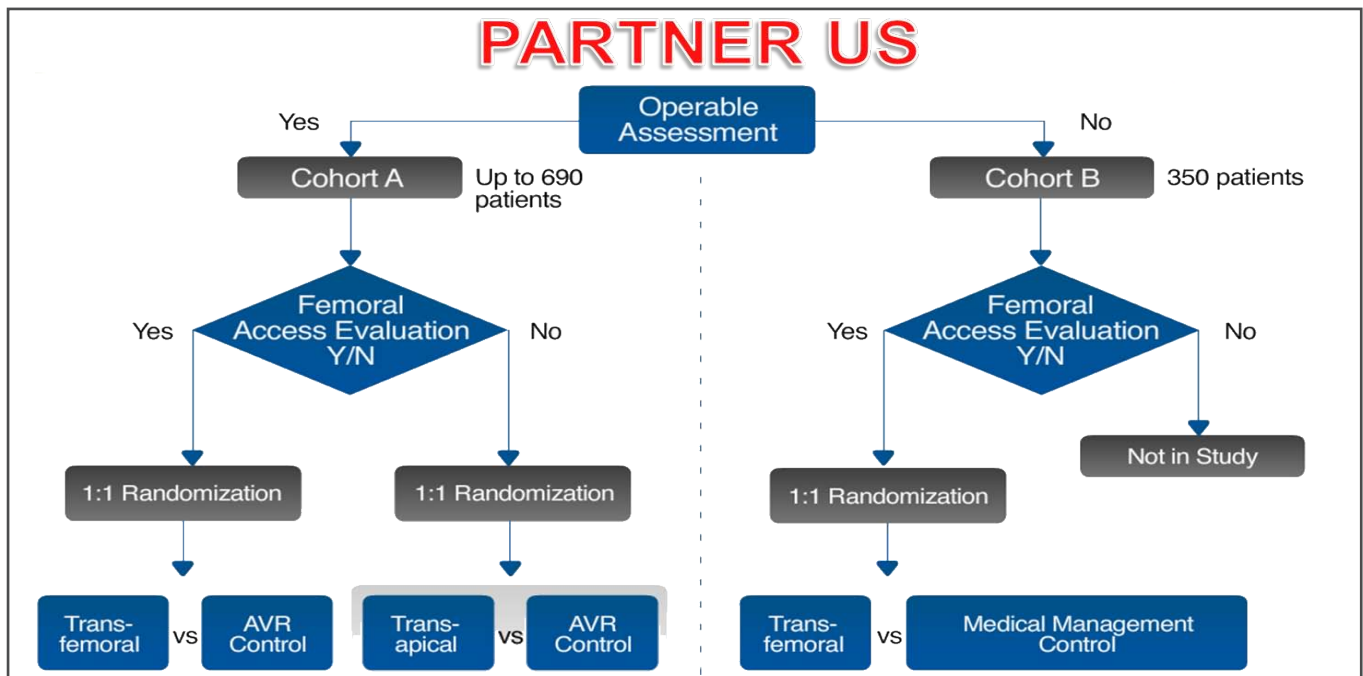 PARTNER US
Operable
Assessment
Yes
No
Cohort A
Up to 690
patients
Cohort B
350 patients
Femoral
Access Evaluation
Y/N
Yes
No
Femoral
Access Evaluation
Y/N
Yes
No
Not in Study
1:1 Randomization
1:1 Randomization
1:1 Randomization
Trans-
femoral
vs
AVR
Control
Trans-
apical
vs
AVR
Control
Trans-
femoral
vs
Medical Management
Control